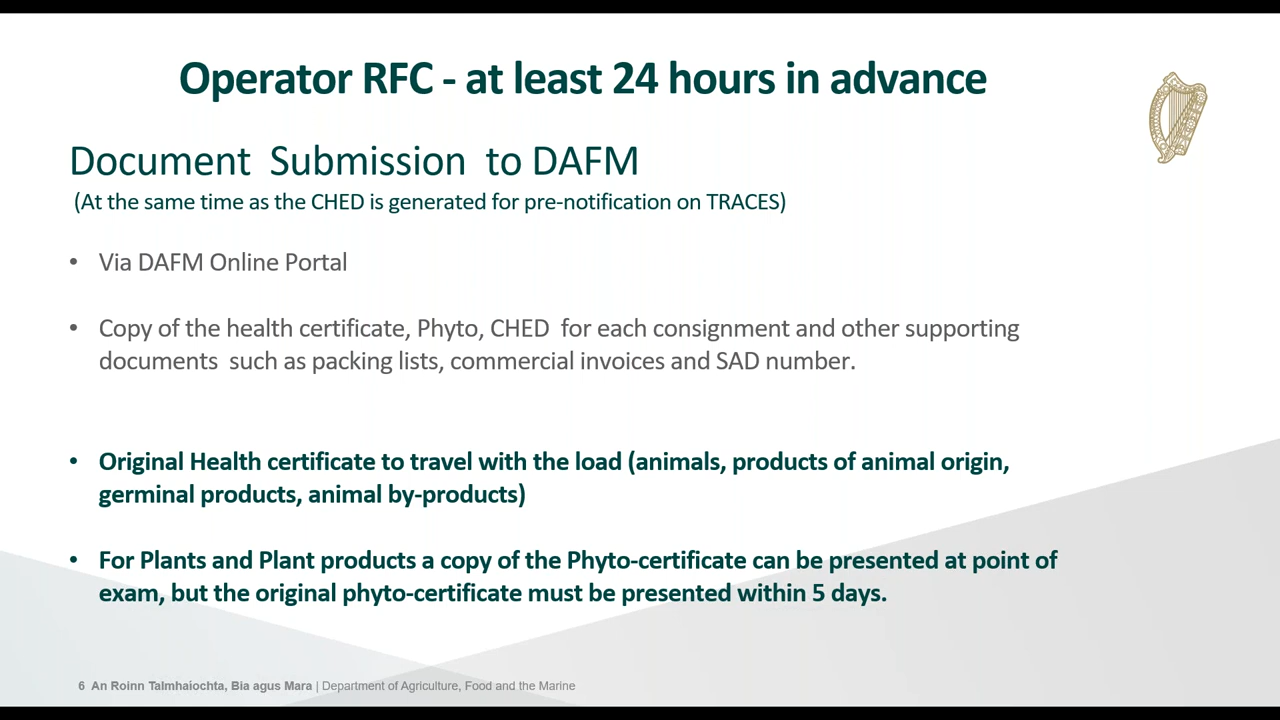 Operator RFC - at least 24 hours in advance
Document Submission to DAFM
(At the same time as the CHED is generated for pre-notification on TRACES)
• Via DAFM Online Portal
• Copy of the health certificate, Phyto, CHED for each consignment and other supporting
documents such as packing lists, commercial invoices and SAD number.
• Original Health certificate to travel with the load (animals, products of animal origin,
germinal products, animal by-products)
• For Plants and Plant products a copy of the Phyto-certificate can be presented at point of
exam, but the original phyto-certificate must be presented within 5 days.
6 An Roinn Talmhaíochta, Bia agus Mara | Department of Agriculture, Food and the Marine